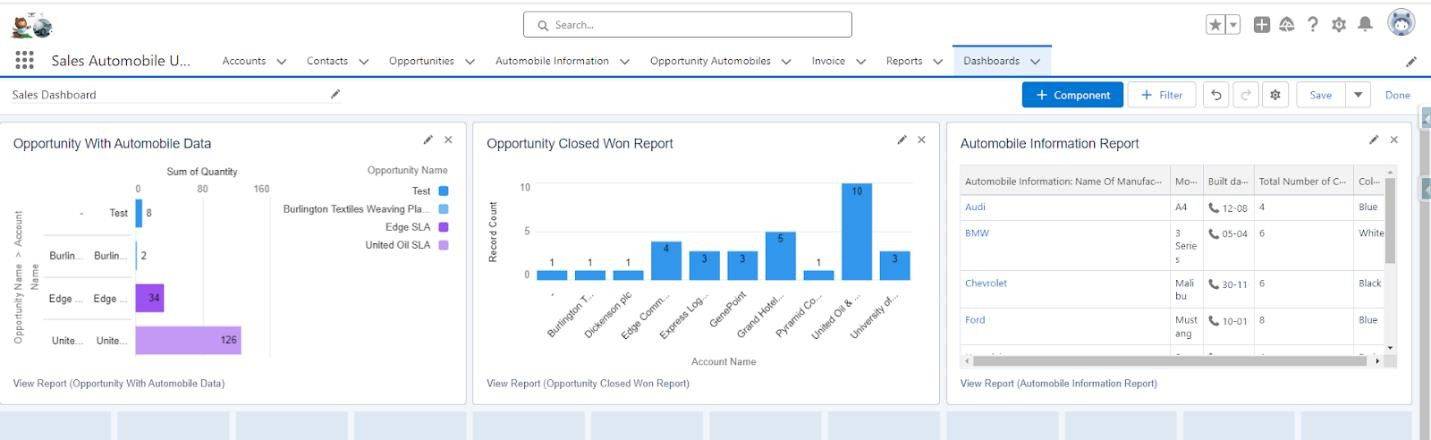 Search...
Sales Automobile U...
Accounts
Contacts
Opportunities
Automobile Information
Opportunity Automobiles
Invoice
Reports
Dashboards
Sales Dashboard
+ Component
+ Filter
Save
Done
Opportunity With Automobile Data
Sum of Quantity
0 80 160
Opportunity Name > Account Name
- Test 8
Burlin... Burlin... 2
Edge ... Edge ... 34
Unite... Unite... 126
Opportunity Name
Test
Burlington Textiles Weaving Pla...
Edge SLA
United Oil SLA
View Report (Opportunity With Automobile Data)
Opportunity Closed Won Report
Record Count
10
5
0
1 1 1 4 3 3 5 1 10 3
-
Burlington T...
Dickenson plc
Edge Comm...
Express Log...
GenePoint
Grand Hotel...
Pyramid Co...
United Oil & ...
University of...
Account Name
View Report (Opportunity Closed Won Report)
Automobile Information Report
Automobile Information: Name Of Manufac... Mo... Built da... Total Number of C... Col...
Audi A4 12-08 4 Blue
BMW 3 05-04 6 White
Serie
s
Chevrolet Mali 30-11 6 Black
bu
Ford Must 10-01 8 Blue
ang
View Report (Automobile Information Report)